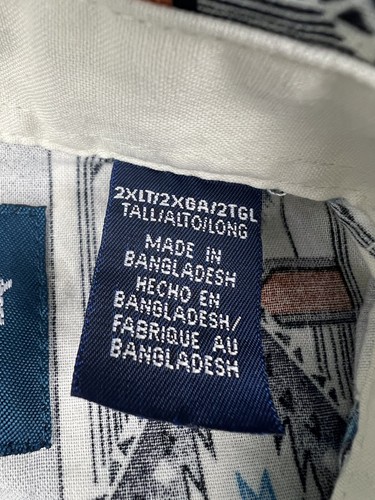 2XLT/2XGA/2TGL
TALL/ALTO/LONG
MADE IN
BANGLADESH
HECHO EN
BANGLADESH/
FABRIQUE AU
BANGLADESH